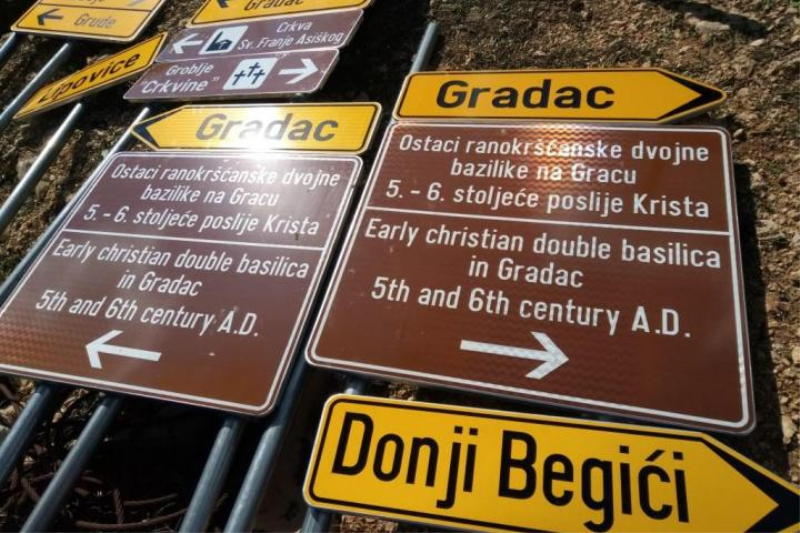 Grude
Lipovice
Gradac
Crkva
Sv. Franje Asiškog
Groblje
"Crkvine"
Gradac
Ostaci ranokršćanske dvojne
bazilike na Gracu
5. - 6. stoljeće poslije Krista
Early christian double basilica
in Gradac
5th and 6th century A.D.
Gradac
Ostaci ranokršćanske dvojne
bazilike na Gracu
5. - 6. stoljeće poslije Krista
Early christian double basilica
in Gradac
5th and 6th century A.D.
Donji Begići